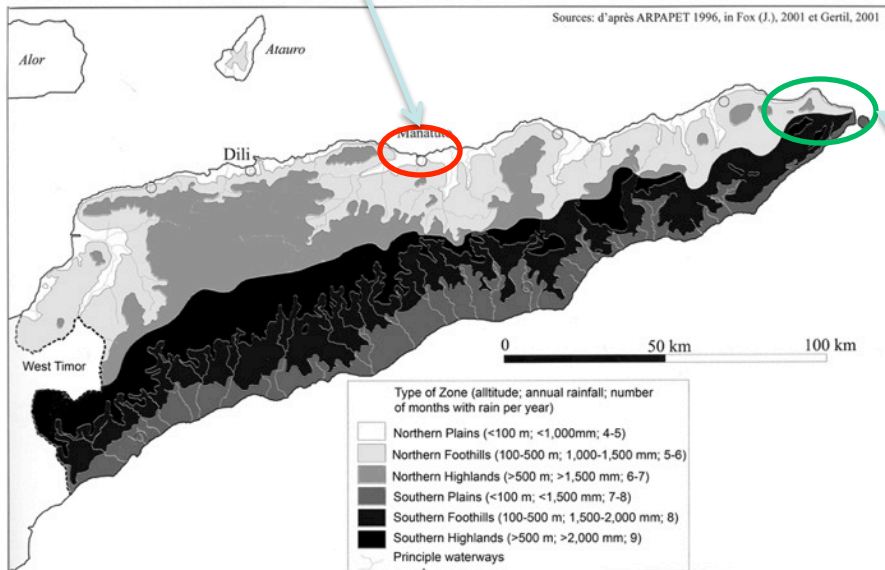 Sources: d'après ARPAPET 1996, in Fox (J.), 2001 et Gertil, 2001
Alor
Atauro
Manatuto
Dili
West Timor
0 50 km 100 km
Type of Zone (alltitude; annual rainfall; number
of months with rain per year)
Northern Plains (<100 m; <1,000mm; 4-5)
Northern Foothills (100-500 m; 1,000-1,500 mm; 5-6)
Northern Highlands (>500 m; >1,500 mm; 6-7)
Southern Plains (<100 m; <1,500 mm; 7-8)
Southern Foothills (100-500 m; 1,500-2,000 mm; 8)
Southern Highlands (>500 m; >2,000 mm; 9)
Principle waterways